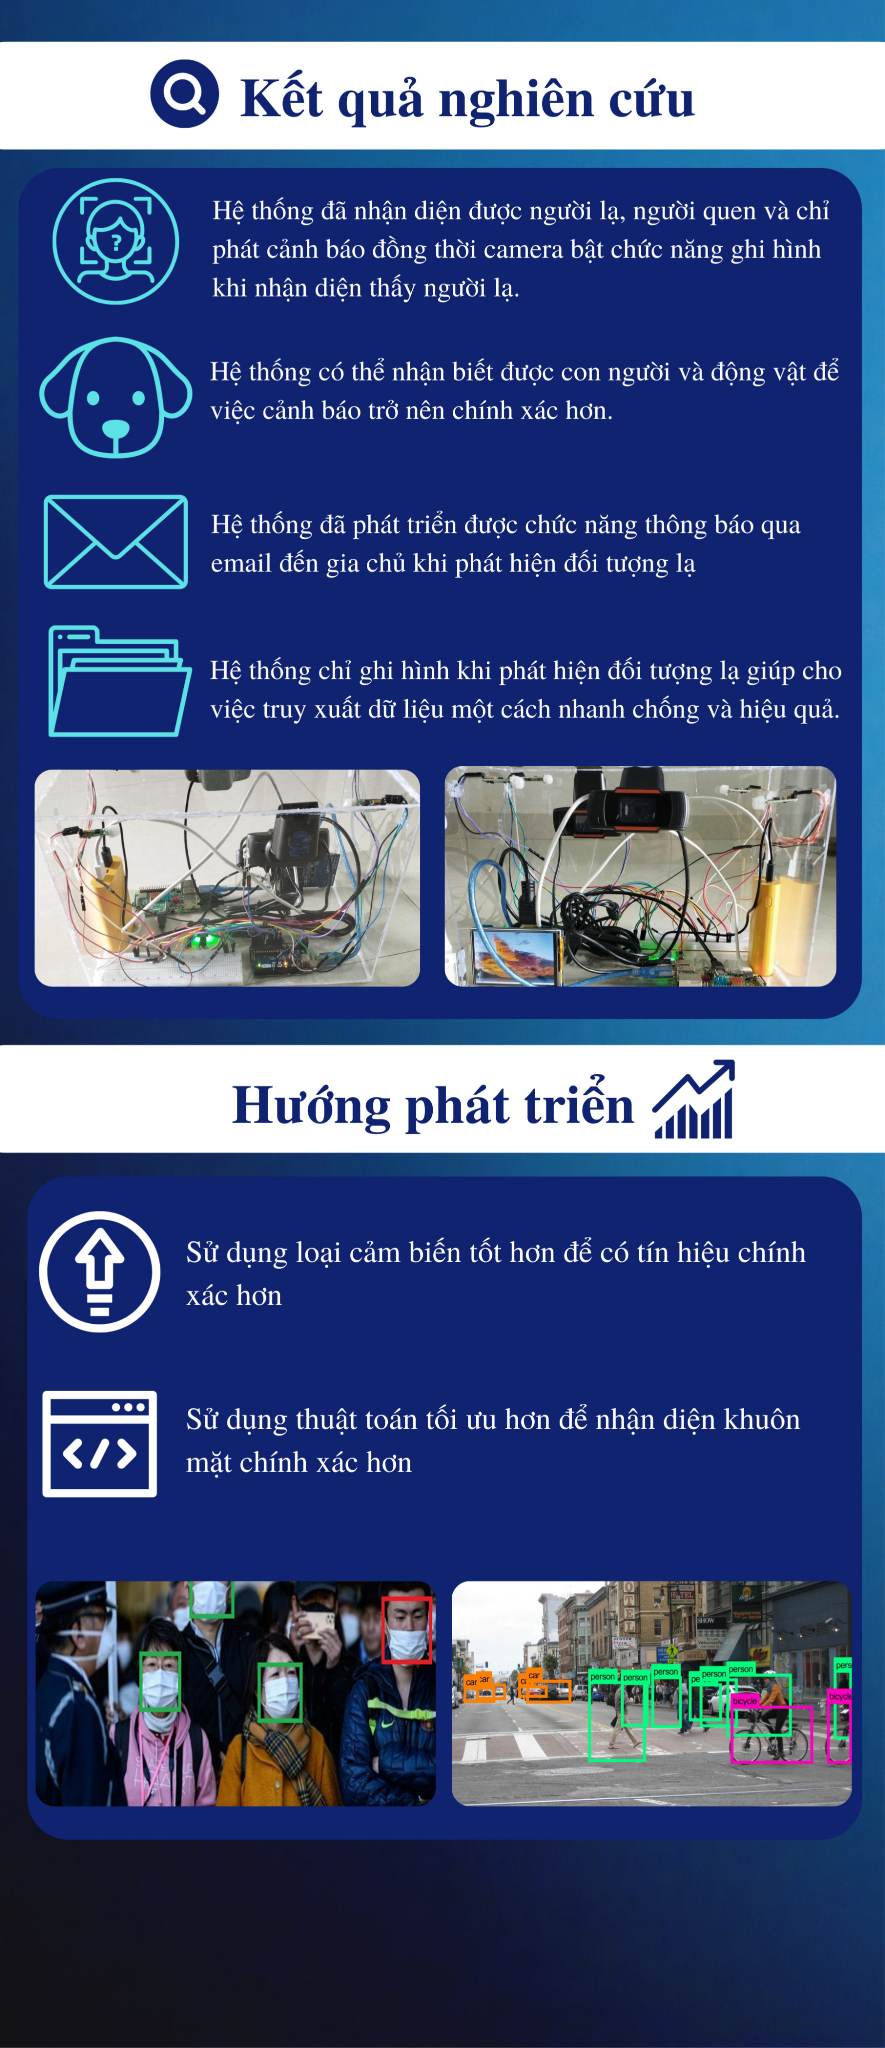 Kết quả nghiên cứu
Hệ thống đã nhận diện được người lạ, người quen và chỉ
phát cảnh báo đồng thời camera bật chức năng ghi hình
khi nhận diện thấy người lạ.
Hệ thống có thể nhận biết được con người và động vật để
việc cảnh báo trở nên chính xác hơn.
Hệ thống đã phát triển được chức năng thông báo qua
email đến gia chủ khi phát hiện đối tượng lạ
Hệ thống chỉ ghi hình khi phát hiện đối tượng lạ giúp cho
việc truy xuất dữ liệu một cách nhanh chống và hiệu quả.
Hướng phát triển
Sử dụng loại cảm biến tốt hơn để có tín hiệu chính
xác hơn
Sử dụng thuật toán tối ưu hơn để nhận diện khuôn
mặt chính xác hơn
car
car
person
person
person
person
person
bicycle
bicycle